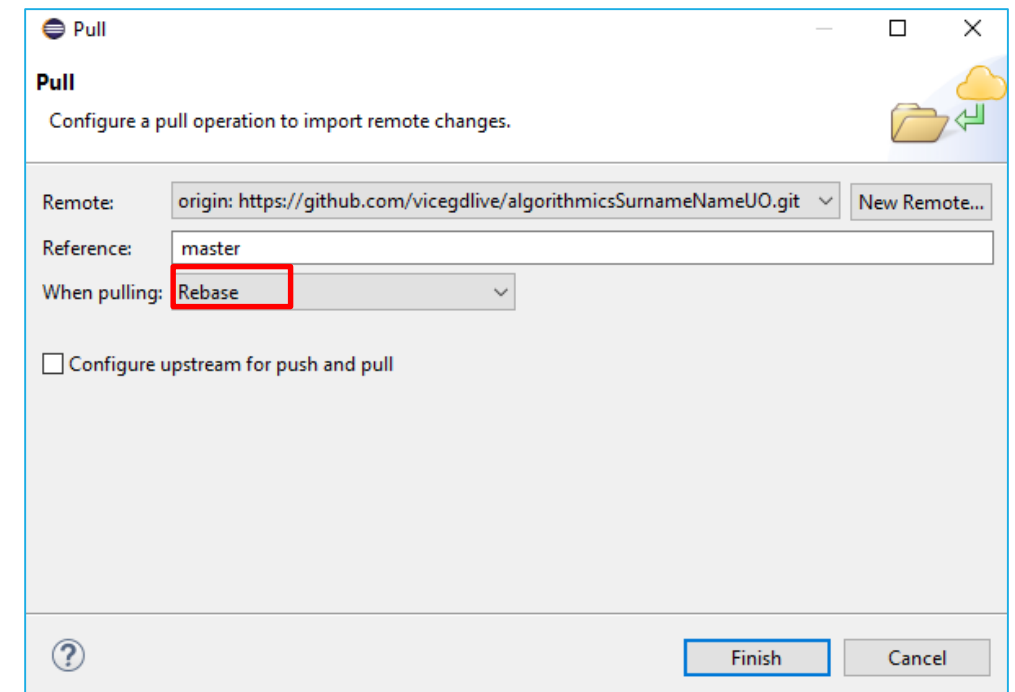 Pull
Pull
Configure a pull operation to import remote changes.
Remote: origin: https://github.com/vicegdlive/algorithmicsSurnameNameUO.git New Remote...
Reference: master
When pulling: Rebase
Configure upstream for push and pull
? Finish Cancel